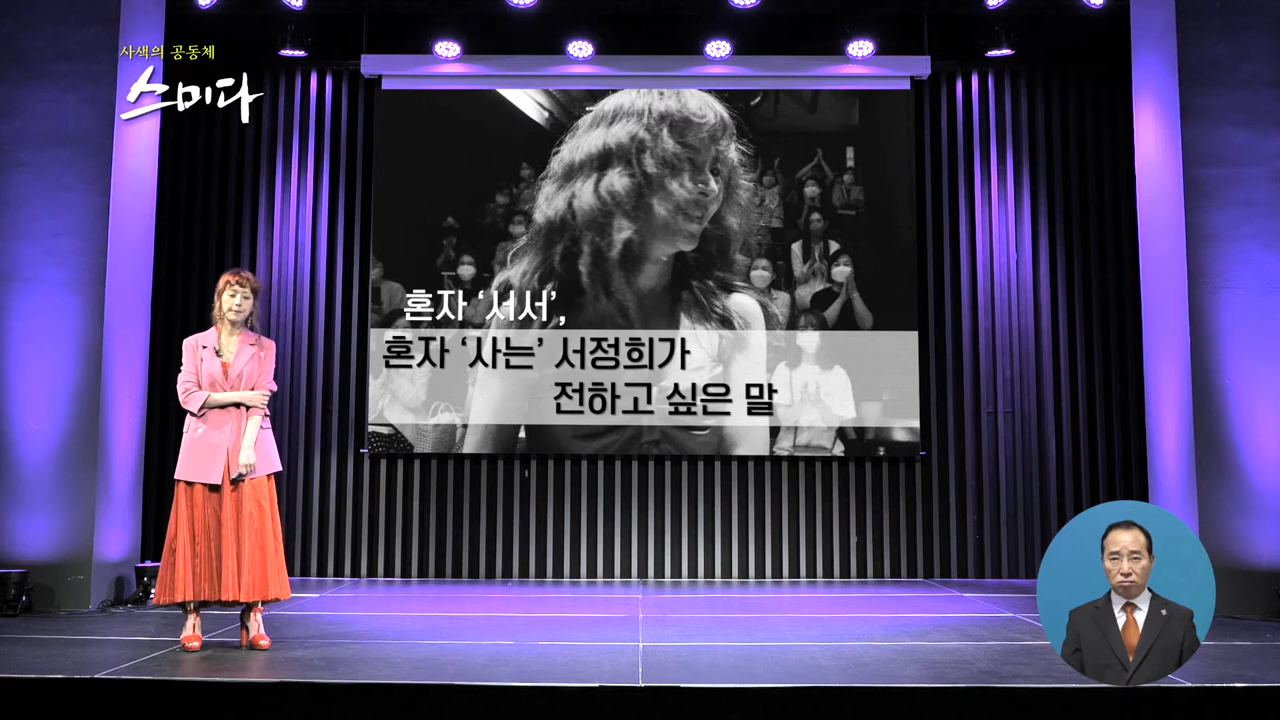 사색의 공동체
스미다
혼자 ‘서서’,
혼자 ‘사는’ 서정희가
전하고 싶은 말